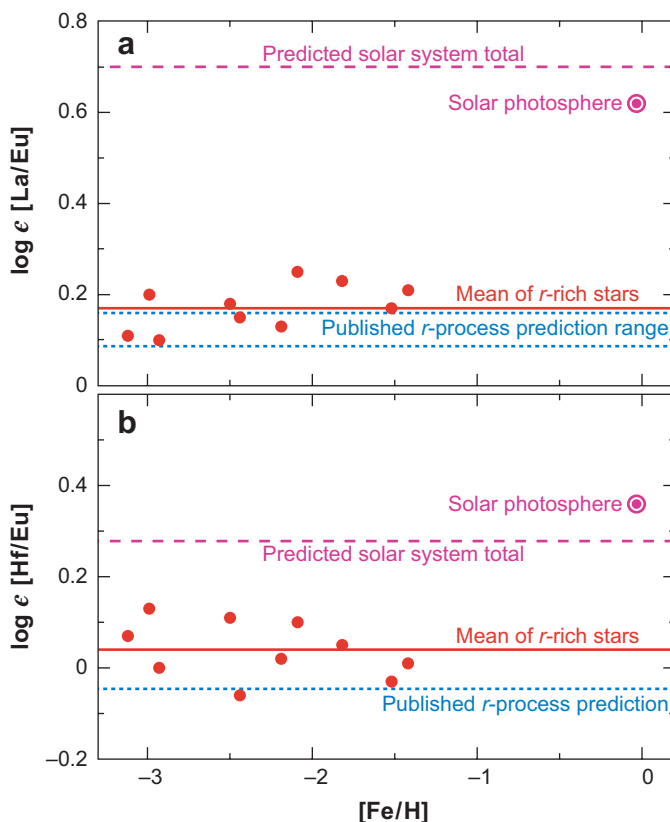 a
Predicted solar system total
Solar photosphere
Mean of r-rich stars
Published r-process prediction range
0.8
0.6
0.4
0.2
0
log ϵ [La/Eu]
b
Solar photosphere
Predicted solar system total
Mean of r-rich stars
Published r-process prediction
0.4
0.2
0
–0.2
log ϵ [Hf/Eu]
–3 –2 –1 0
[Fe/H]